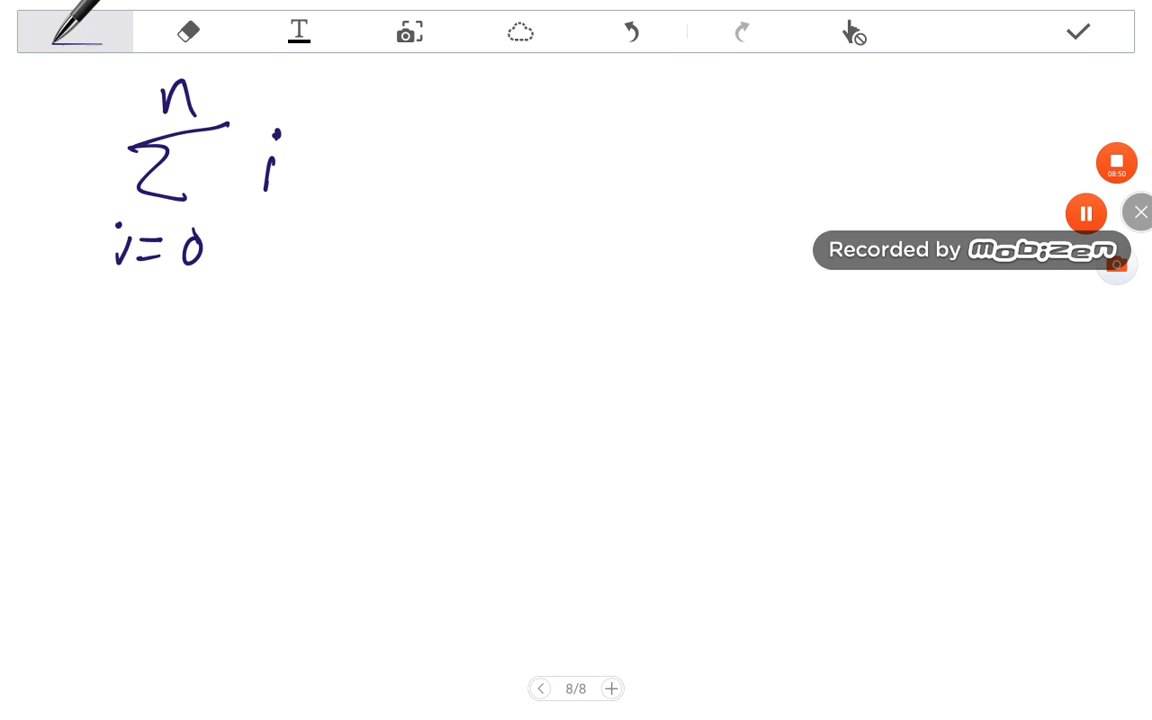 T
n
Σ i
i = 0
08:50
Recorded by mobizen
8/8